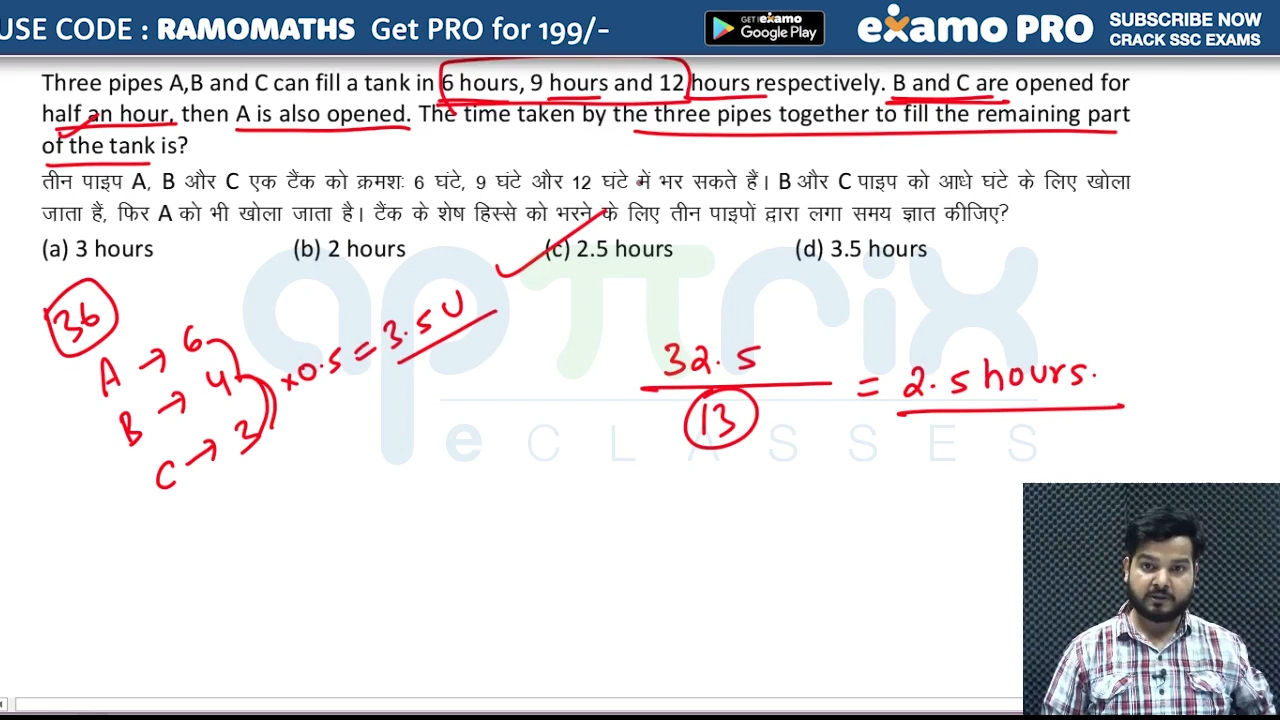 USE CODE : RAMOMATHS Get PRO for 199/-
GET IT ON examo
Google Play
examo PRO
SUBSCRIBE NOW
CRACK SSC EXAMS
Three pipes A,B and C can fill a tank in 6 hours, 9 hours and 12 hours respectively. B and C are opened for
half an hour, then A is also opened. The time taken by the three pipes together to fill the remaining part
of the tank is?
तीन पाइप A, B और C एक टैंक को क्रमशः 6 घंटे, 9 घंटे और 12 घंटे में भर सकते हैं। B और C पाइप को आधे घंटे के लिए खोला
जाता हैं, फिर A को भी खोला जाता है। टैंक के शेष हिस्से को भरने के लिए तीन पाइपों द्वारा लगा समय ज्ञात कीजिए?
(a) 3 hours (b) 2 hours (c) 2.5 hours (d) 3.5 hours
36
A → 6
B → 4
C → 3
×0.5 = 3.5 U
32.5
13
= 2.5 hours.
apπrix
e CLASSES